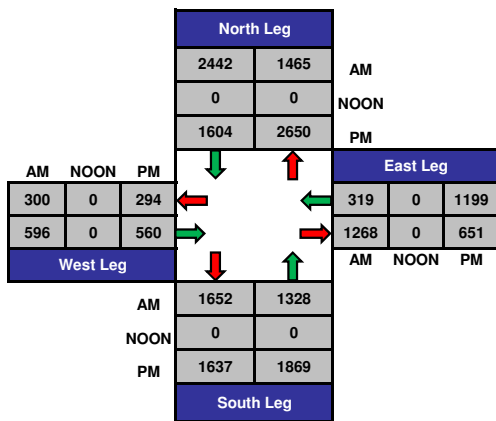 North Leg
2442 1465 AM
0 0 NOON
1604 2650 PM
AM NOON PM East Leg
300 0 294 319 0 1199
596 0 560 1268 0 651
West Leg AM NOON PM
AM 1652 1328
NOON 0 0
PM 1637 1869
South Leg